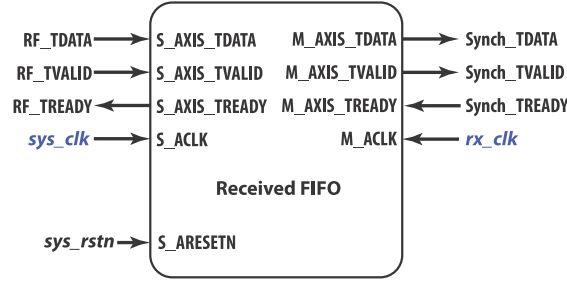 RF_TDATA S_AXIS_TDATA M_AXIS_TDATA Synch_TDATA
RF_TVALID S_AXIS_TVALID M_AXIS_TVALID Synch_TVALID
RF_TREADY S_AXIS_TREADY M_AXIS_TREADY Synch_TREADY
sys_clk S_ACLK M_ACLK rx_clk
Received FIFO
sys_rstn S_ARESETN